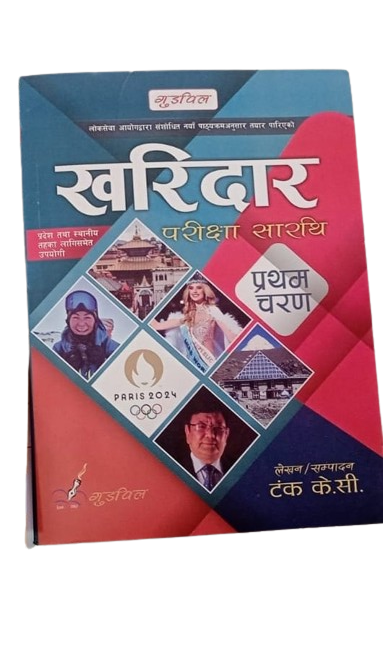 गुडविल
लोकसेवा आयोगद्वारा संशोधित नयाँ पाठ्यक्रमअनुसार तयार पारिएको
खरिदार
परीक्षा सारथि
प्रदेश तथा स्थानीय
तहका लागिसमेत
उपयोगी
प्रथम
चरण
PARIS 2024
लेखन/सम्पादन
टंक के.सी.
गुडविल